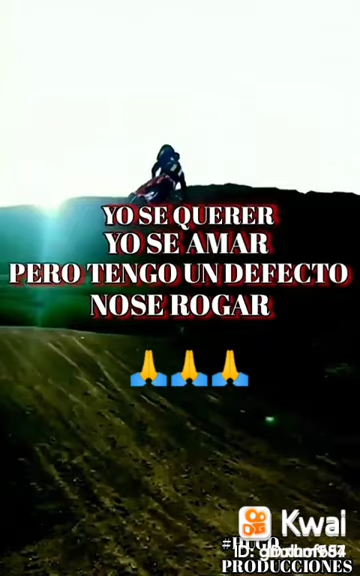 YO SE QUERER
YO SE AMAR
PERO TENGO UN DEFECTO
NOSE ROGAR
🙏🙏🙏
Kwai
PRODUCCIONES